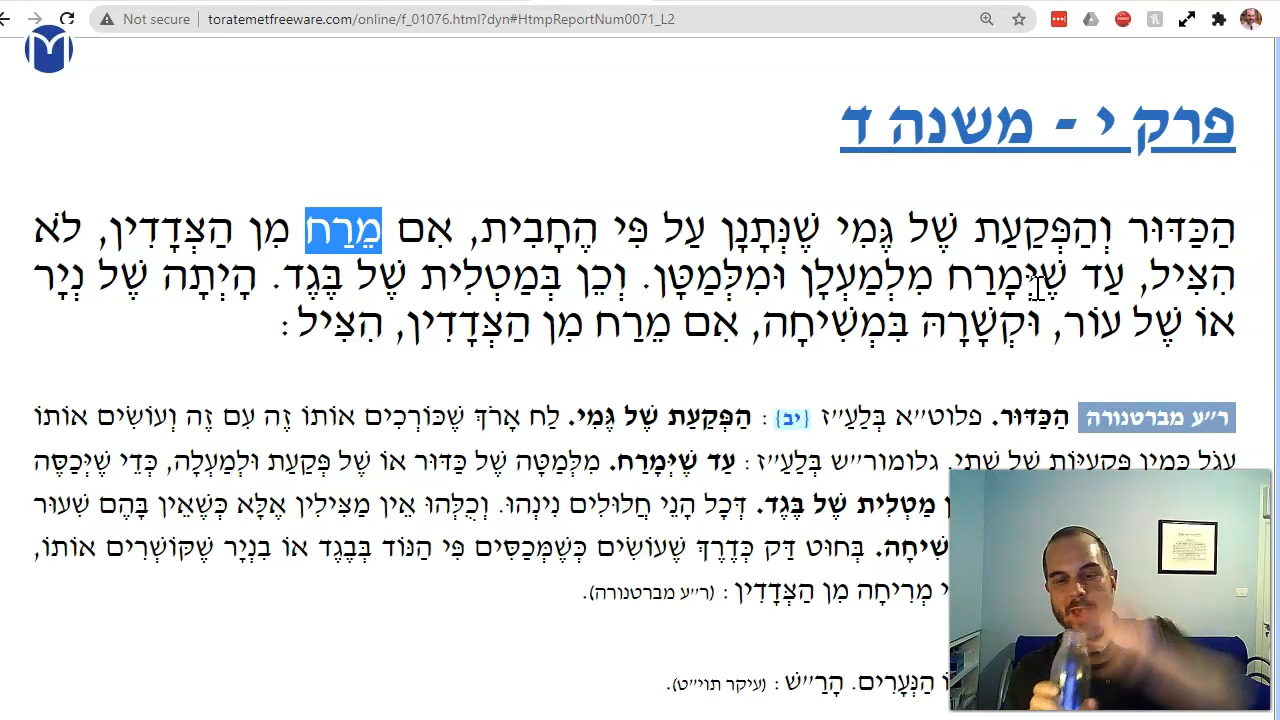 Not secure | toratemetfreeware.com/online/f_01076.html?dyn#HtmpReportNum0071_L2
פרק י - משנה ד
הַכַּדּוּר וְהַפְּקַעַת שֶׁל גֶּמִי שֶׁנְּתָנָן עַל פִּי הֶחָבִית, אִם מֵרַח מִן הַצְּדָדִין, לֹא
הִצִּיל, עַד שֶׁיְּמָרַח מִלְמַעְלָן וּמִלְּמַטָּן. וְכֵן בְּמַטְלִית שֶׁל בֶּגֶד. הָיְתָה שֶׁל נְיָר
אוֹ שֶׁל עוֹר, וּקְשָׁרָהּ בִּמְשִׁיחָה, אִם מֵרַח מִן הַצְּדָדִין, הִצִּיל:
ר״ע מברטנורה הַכַּדּוּר. פלוט״א בְּלַעַ״ז {יב}: הַפְּקַעַת שֶׁל גֶּמִי. לַח אָרֹךְ שֶׁכּוֹרְכִים אוֹתוֹ זֶה עִם זֶה וְעוֹשִׂים אוֹתוֹ
עָגֹל כְּמִין פְּקָעִיּוֹת שֶׁל שְׁתִי. גלומור״ש בְּלַעַ״ז: עַד שֶׁיְּמָרַח. מִלְּמַטָּה שֶׁל כַּדּוּר אוֹ שֶׁל פְּקַעַת וּלְמַעְלָה, כְּדֵי שֶׁיְּכַסֶּה
מַטְלִית שֶׁל בֶּגֶד. דְּכָל הָנֵי חֲלוּלִים נִינְהוּ. וְכֻלְּהוּ אֵין מַצִּילִין אֶלָּא כְּשֶׁאֵין בָּהֶם שִׁעוּר
בְּחוּט דַּק כְּדֶרֶךְ שֶׁעוֹשִׂים כְּשֶׁמְּכַסִּים פִּי הַנּוֹד בְּבֶגֶד אוֹ בִנְיָר שֶׁקּוֹשְׁרִים אוֹתוֹ,
מְרִיחָה מִן הַצְּדָדִין: (ר״ע מברטנורה).
הַנְּעָרִים. הָרַ״שׁ: (עיקר תוי״ט).